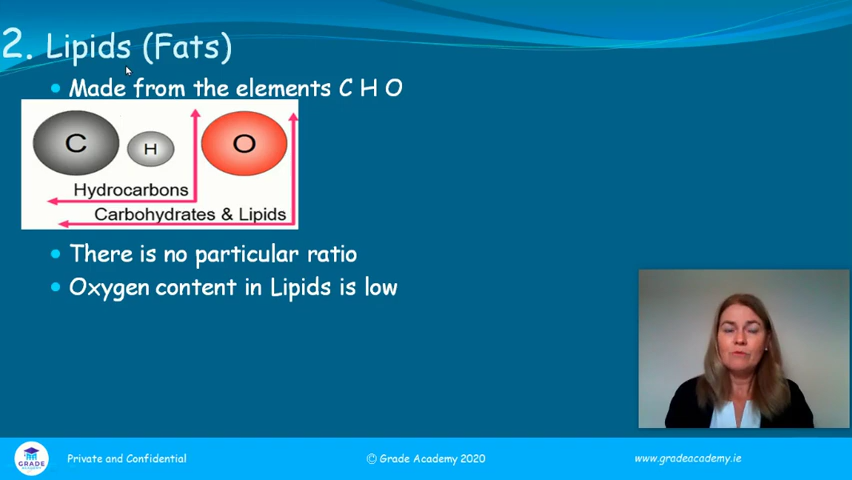 2. Lipids (Fats)
Made from the elements C H O
C H O
Hydrocarbons
Carbohydrates & Lipids
There is no particular ratio
Oxygen content in Lipids is low
GRADE
Private and Confidential
© Grade Academy 2020
www.gradeacademy.ie